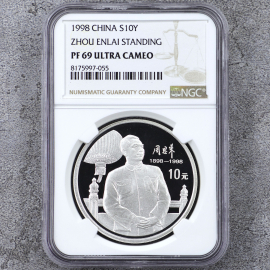 1998 CHINA S10Y
ZHOU ENLAI STANDING
PF 69 ULTRA CAMEO
8175997-055
NUMISMATIC GUARANTY COMPANY
NGC
周恩来
1898-1998
10元